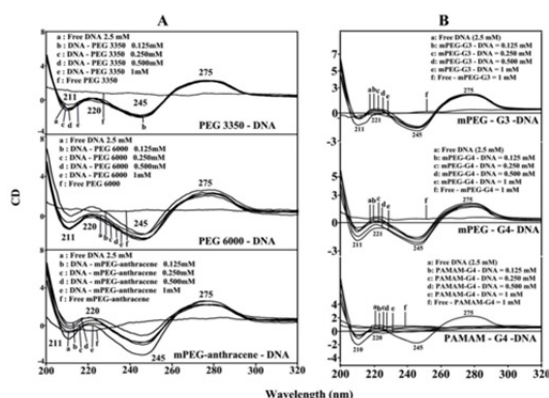 A
CD
8
a : Free DNA 2.5 mM
b : DNA - PEG 3350 0.125mM
c : DNA - PEG 3350 0.250mM
d : DNA - PEG 3350 0.500mM
e : DNA - PEG 3350 1mM
f : Free PEG 3350
275
211
220
245
PEG 3350 - DNA
a : Free DNA 2.5 mM
b : DNA - PEG 6000 0.125mM
c : DNA - PEG 6000 0.250mM
d : DNA - PEG 6000 0.500mM
e : DNA - PEG 6000 1mM
f : Free PEG 6000
275
220
211
245
PEG 6000 - DNA
CD
a : Free DNA 2.5 mM
b : DNA - mPEG-anthracene 0.125mM
c : DNA - mPEG-anthracene 0.250mM
d : DNA - mPEG-anthracene 0.500mM
e : DNA - mPEG-anthracene 1mM
f : Free mPEG-anthracene
275
211
220
245
mPEG-anthracene - DNA
200 220 240 260 280 300 320
B
a: Free DNA (2.5 mM)
b: mPEG-G3 - DNA = 0.125 mM
c: mPEG-G3 - DNA = 0.250 mM
d: mPEG-G3 - DNA = 0.500 mM
e: mPEG-G3 - DNA = 1 mM
f: Free - mPEG-G3 = 1 mM
275
211
221
245
mPEG - G3 - DNA
a: Free DNA (2.5 mM)
b: mPEG-G4 - DNA = 0.125 mM
c: mPEG-G4 - DNA = 0.250 mM
d: mPEG-G4 - DNA = 0.500 mM
e: mPEG-G4 - DNA = 1 mM
f: Free - mPEG-G4 = 1 mM
275
211
221
245
mPEG - G4- DNA
a: Free DNA (2.5 mM)
b: PAMAM-G4 - DNA = 0.125 mM
c: PAMAM-G4 - DNA = 0.250 mM
d: PAMAM-G4 - DNA = 0.500 mM
e: PAMAM-G4 - DNA = 1 mM
f: Free - PAMAM-G4 = 1 mM
275
210
220
245
PAMAM - G4 - DNA
200 220 240 260 280 300 320
Wavelength (nm)